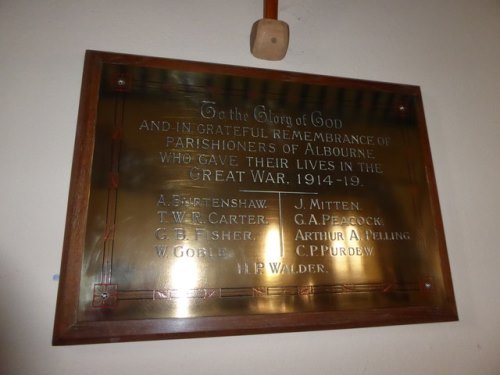 To the Glory of God
AND IN GRATEFUL REMEMBRANCE OF
PARISHIONERS OF ALBOURNE
WHO GAVE THEIR LIVES IN THE
GREAT WAR. 1914-19.
A. BURTENSHAW.
T.W.R. CARTER.
G.B. FISHER.
W. GOBLE.
J. MITTEN.
G.A. PEACOCK.
ARTHUR A. PELLING
C.P. PURDEW
H.P. WALDER.